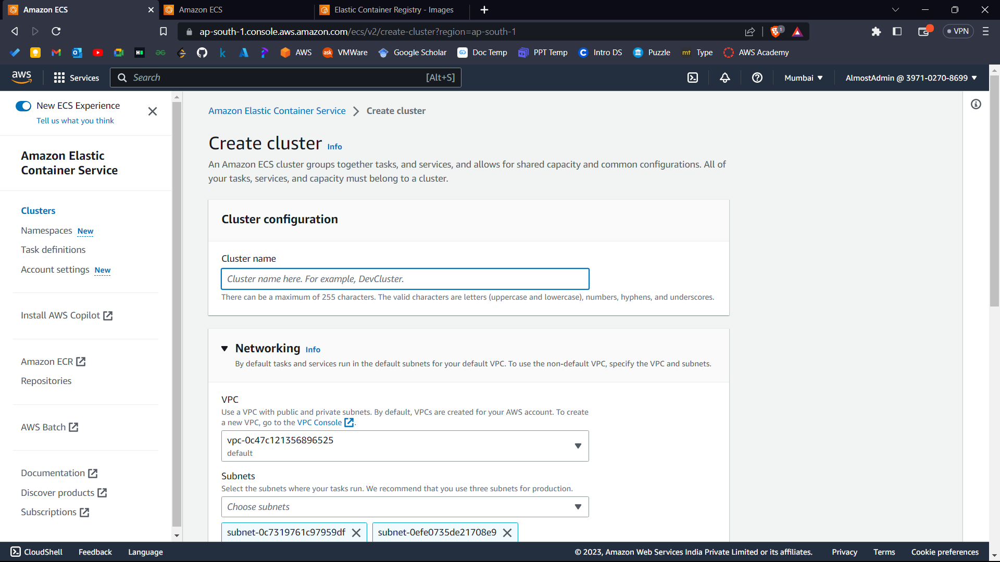 Amazon ECS
Amazon ECS
Elastic Container Registry - Images
ap-south-1.console.aws.amazon.com/ecs/v2/create-cluster?region=ap-south-1
1
VPN
AWS
ask VMWare
Google Scholar
Doc Temp
PPT Temp
Intro DS
Puzzle
mt Type
AWS Academy
aws
Services
Search
[Alt+S]
Mumbai
AlmostAdmin @ 3971-0270-8699
New ECS Experience
Tell us what you think
Amazon Elastic
Container Service
Clusters
Namespaces New
Task definitions
Account settings New
Install AWS Copilot
Amazon ECR
Repositories
AWS Batch
Documentation
Discover products
Subscriptions
Amazon Elastic Container Service > Create cluster
Create cluster Info
An Amazon ECS cluster groups together tasks, and services, and allows for shared capacity and common configurations. All of
your tasks, services, and capacity must belong to a cluster.
Cluster configuration
Cluster name
Cluster name here. For example, DevCluster.
There can be a maximum of 255 characters. The valid characters are letters (uppercase and lowercase), numbers, hyphens, and underscores.
Networking Info
By default tasks and services run in the default subnets for your default VPC. To use the non-default VPC, specify the VPC and subnets.
VPC
Use a VPC with public and private subnets. By default, VPCs are created for your AWS account. To create
a new VPC, go to the VPC Console.
vpc-0c47c121356896525
default
Subnets
Select the subnets where your tasks run. We recommend that you use three subnets for production.
Choose subnets
subnet-0c7319761c97959df
subnet-0efe0735de21708e9
CloudShell
Feedback
Language
© 2023, Amazon Web Services India Private Limited or its affiliates.
Privacy
Terms
Cookie preferences